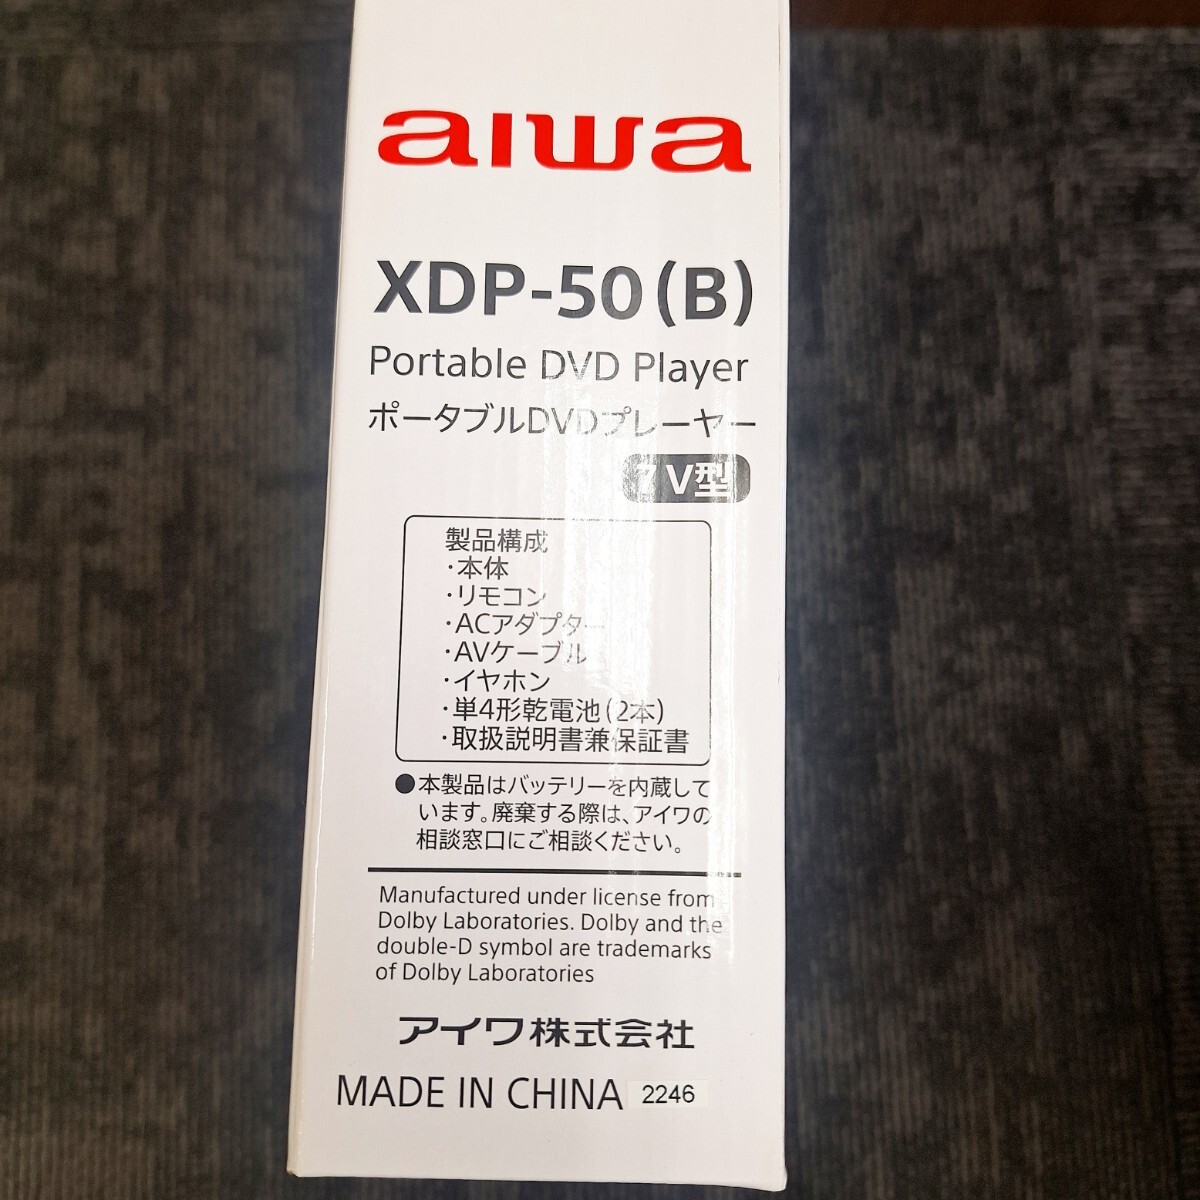 aiwa
XDP-50(B)
Portable DVD Player
ポータブルDVDプレーヤー
7V型
製品構成
・本体
・リモコン
・ACアダプター
・AVケーブル
・イヤホン
・単4形乾電池(2本)
・取扱説明書兼保証書
●本製品はバッテリーを内蔵して
います。廃棄する際は、アイワの
相談窓口にご相談ください。
Manufactured under license from
Dolby Laboratories. Dolby and the
double-D symbol are trademarks
of Dolby Laboratories
アイワ株式会社
MADE IN CHINA 2246